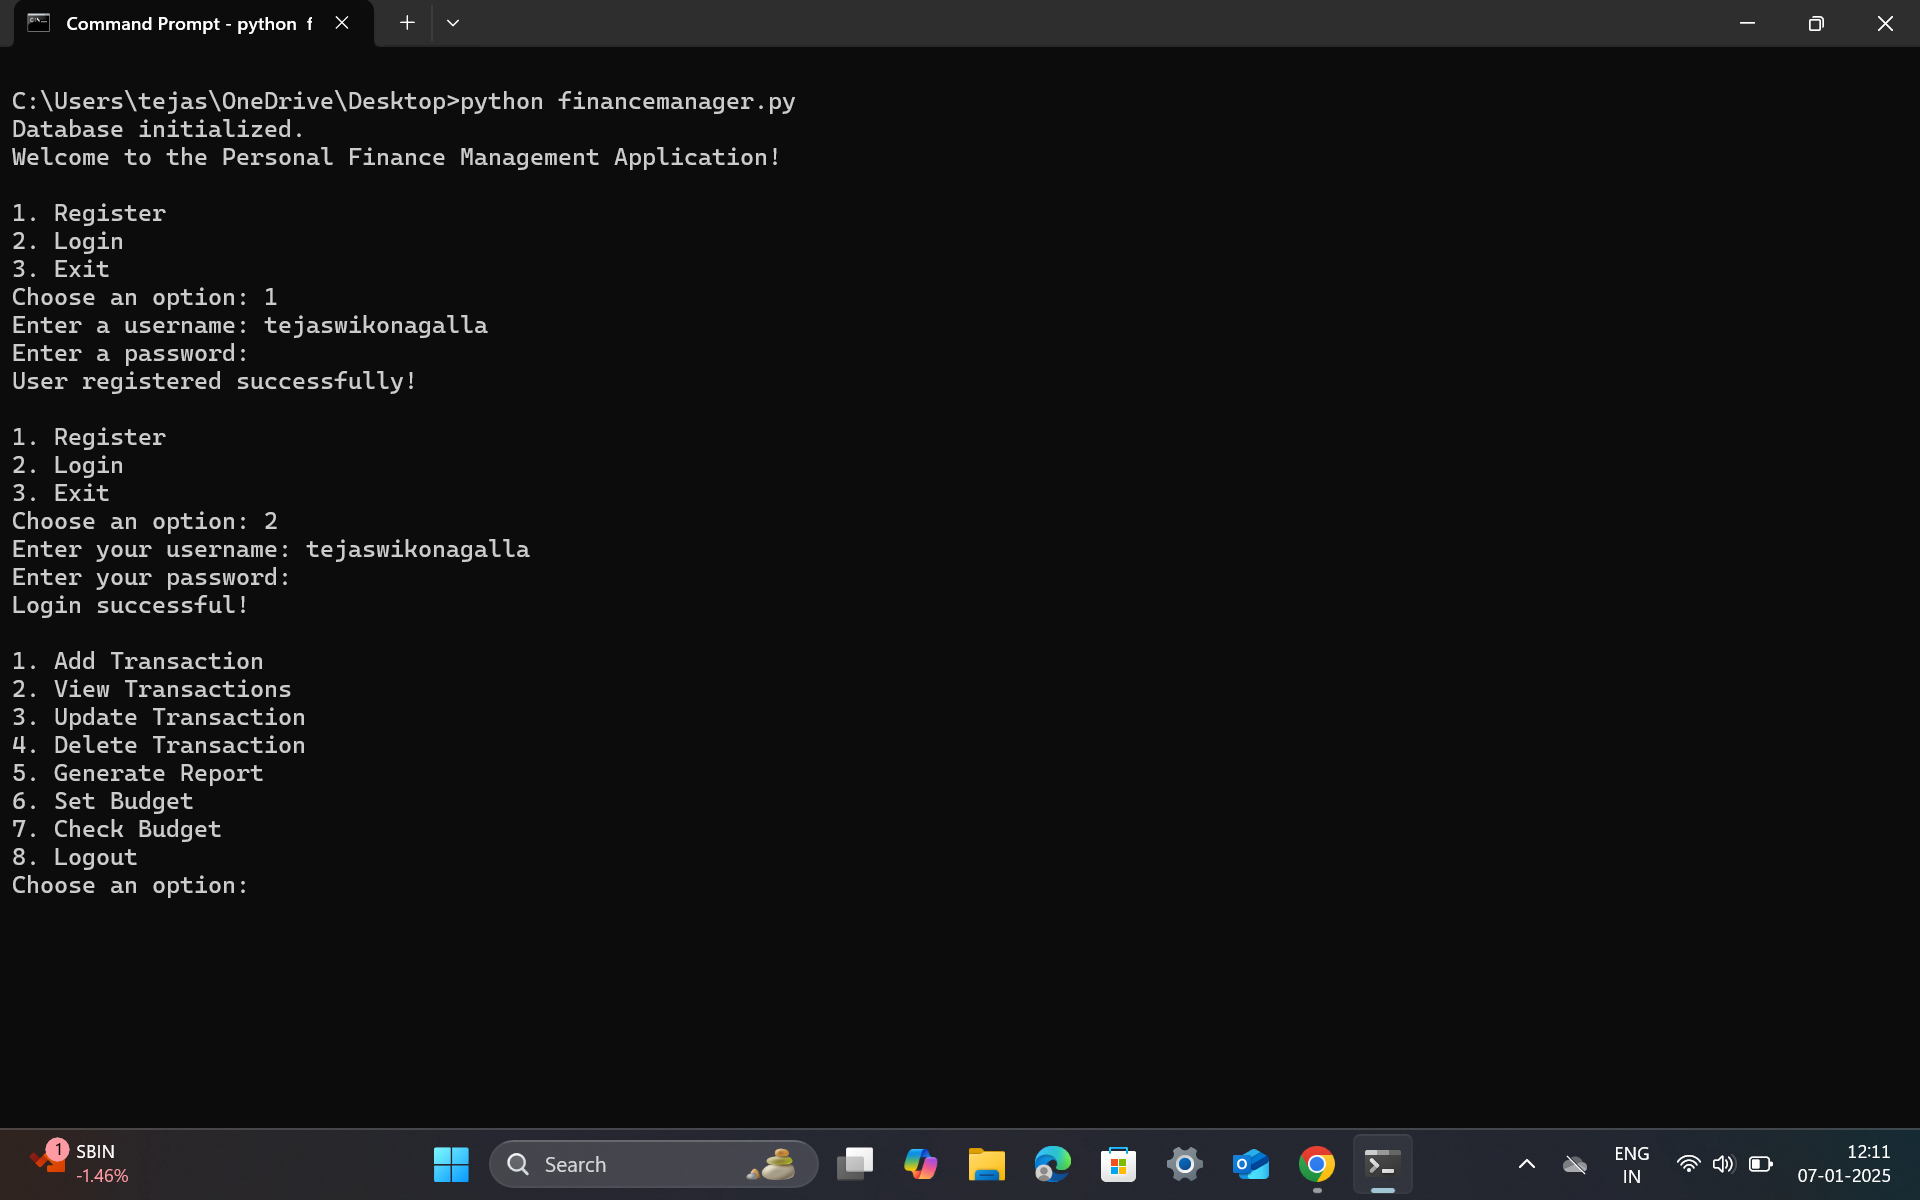 Command Prompt - python f
C:\Users\tejas\OneDrive\Desktop>python financemanager.py
Database initialized.
Welcome to the Personal Finance Management Application!
1. Register
2. Login
3. Exit
Choose an option: 1
Enter a username: tejaswikonagalla
Enter a password:
User registered successfully!
1. Register
2. Login
3. Exit
Choose an option: 2
Enter your username: tejaswikonagalla
Enter your password:
Login successful!
1. Add Transaction
2. View Transactions
3. Update Transaction
4. Delete Transaction
5. Generate Report
6. Set Budget
7. Check Budget
8. Logout
Choose an option:
1
SBIN
-1.46%
Search
ENG
IN
12:11
07-01-2025